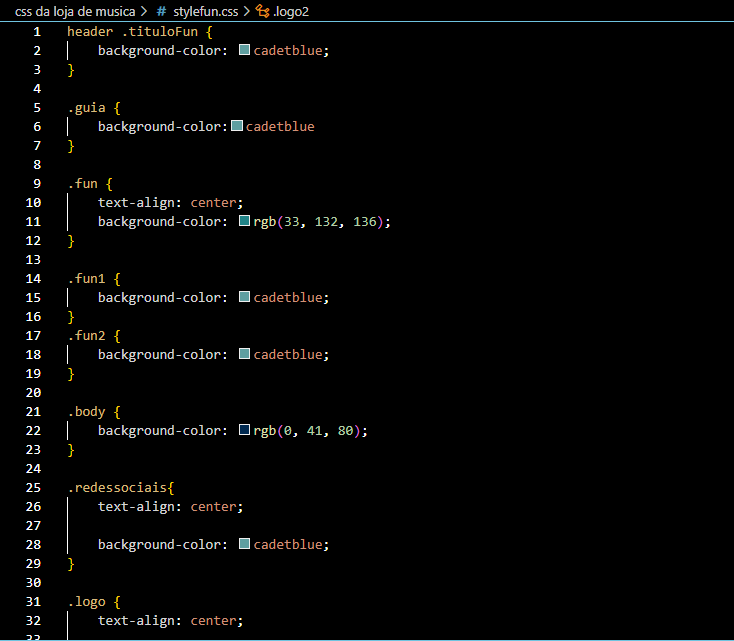 css da loja de musica > # stylefun.css > .logo2
1 header .tituloFun {
2 background-color: cadetblue;
3 }
4
5 .guia {
6 background-color: cadetblue
7 }
8
9 .fun {
10 text-align: center;
11 background-color: rgb(33, 132, 136);
12 }
13
14 .fun1 {
15 background-color: cadetblue;
16 }
17 .fun2 {
18 background-color: cadetblue;
19 }
20
21 .body {
22 background-color: rgb(0, 41, 80);
23 }
24
25 .redessociais{
26 text-align: center;
27
28 background-color: cadetblue;
29 }
30
31 .logo {
32 text-align: center;
33